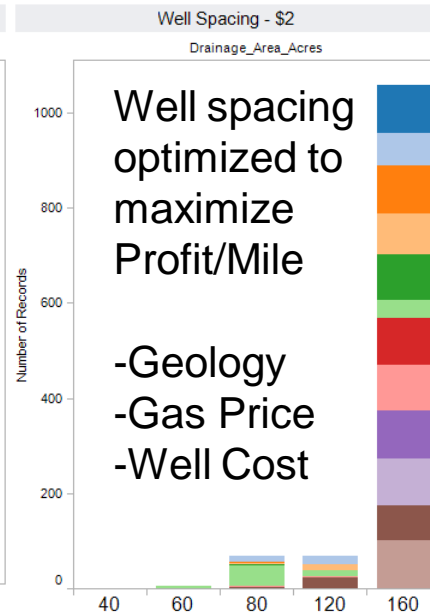 Well Spacing - $2
Drainage_Area_Acres
Well spacing
optimized to
maximize
Profit/Mile
-Geology
-Gas Price
-Well Cost
Number of Records
1000
800
600
400
200
0
40 60 80 120 160